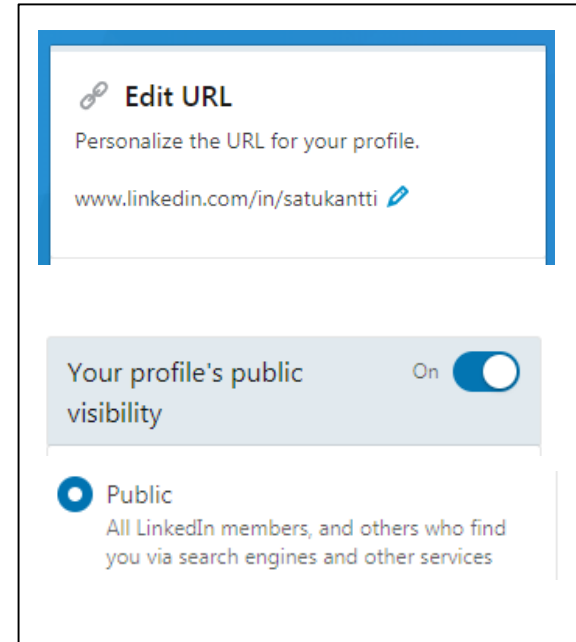 Edit URL
Personalize the URL for your profile.
www.linkedin.com/in/satukantti
Your profile's public On
visibility
Public
All LinkedIn members, and others who find
you via search engines and other services